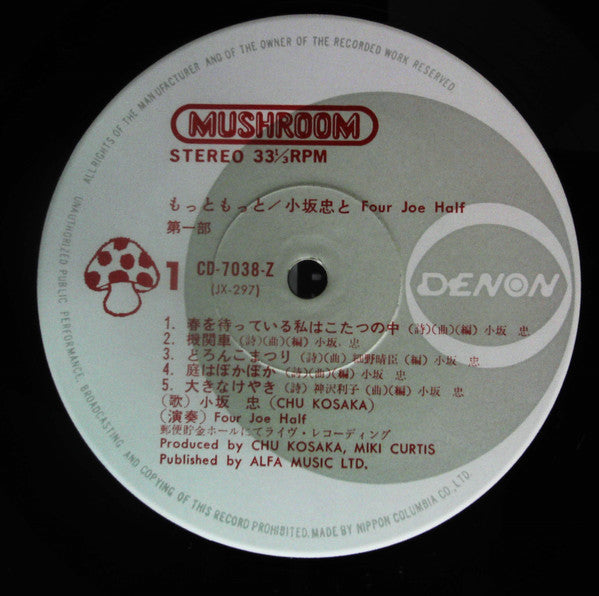 ALL RIGHTS OF THE MANUFACTURER AND OF THE OWNER OF THE RECORDED WORK RESERVED
MUSHROOM
STEREO 33⅓RPM
もっともっと/小坂忠と Four Joe Half
第一部
1 CD-7038-Z
(JX-297)
DENON
1. 春を待っている私はこたつの中 (詩)(曲)(編) 小坂 忠
2. 機関車 (詩)(曲)(編) 小坂 忠
3. どろんこまつり (詩)(曲) 細野晴臣(編) 小坂 忠
4. 庭はぽかぽか (詩)(曲)(編) 小坂 忠
5. 大きなけやき (詩) 神沢利子 (曲)(編) 小坂 忠
(歌) 小坂 忠 (CHU KOSAKA)
(演奏) Four Joe Half
郵便貯金ホールにてライヴ・レコーディング
Produced by CHU KOSAKA, MIKI CURTIS
Published by ALFA MUSIC LTD.
UNAUTHORIZED PUBLIC PERFORMANCE, BROADCASTING AND COPYING OF THIS RECORD PROHIBITED. MADE BY NIPPON COLUMBIA CO., LTD.